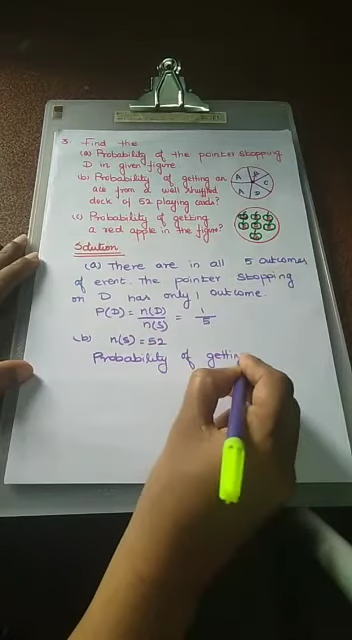 3. Find the
(a) Probability of the pointer stopping
D in given figure
(b) Probability of getting an
ace from a well shuffled
deck of 52 playing cards?
(c) Probability of getting
a red apple in the figure?
A B C D A
Solution
(a) There are in all 5 outcomes
of event. The pointer stopping
on D has only 1 outcome.
P(D) = n(D)/n(S) = 1/5
(b) n(S) = 52
Probability of gettin